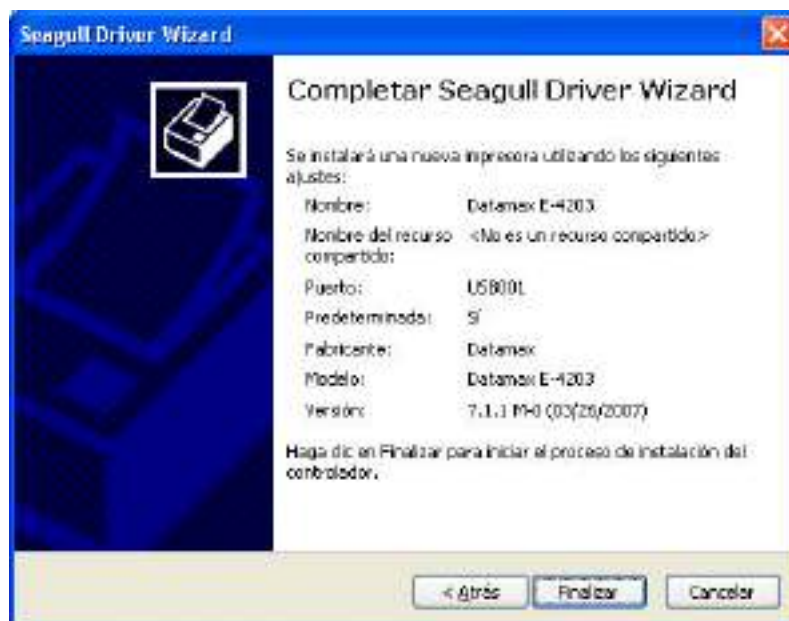 Seagull Driver Wizard
Completar Seagull Driver Wizard
Se instalará una nueva impresora utilizando los siguientes
ajustes:
Nombre: Datamax E-4203
Nombre del recurso <No es un recurso compartido>
compartido:
Puerto: USB001
Predeterminada: Sí
Fabricante: Datamax
Modelo: Datamax E-4203
Versión: 7.1.1 M-0 (03/26/2007)
Haga clic en Finalizar para iniciar el proceso de instalación del
controlador.
< Atrás Finalizar Cancelar